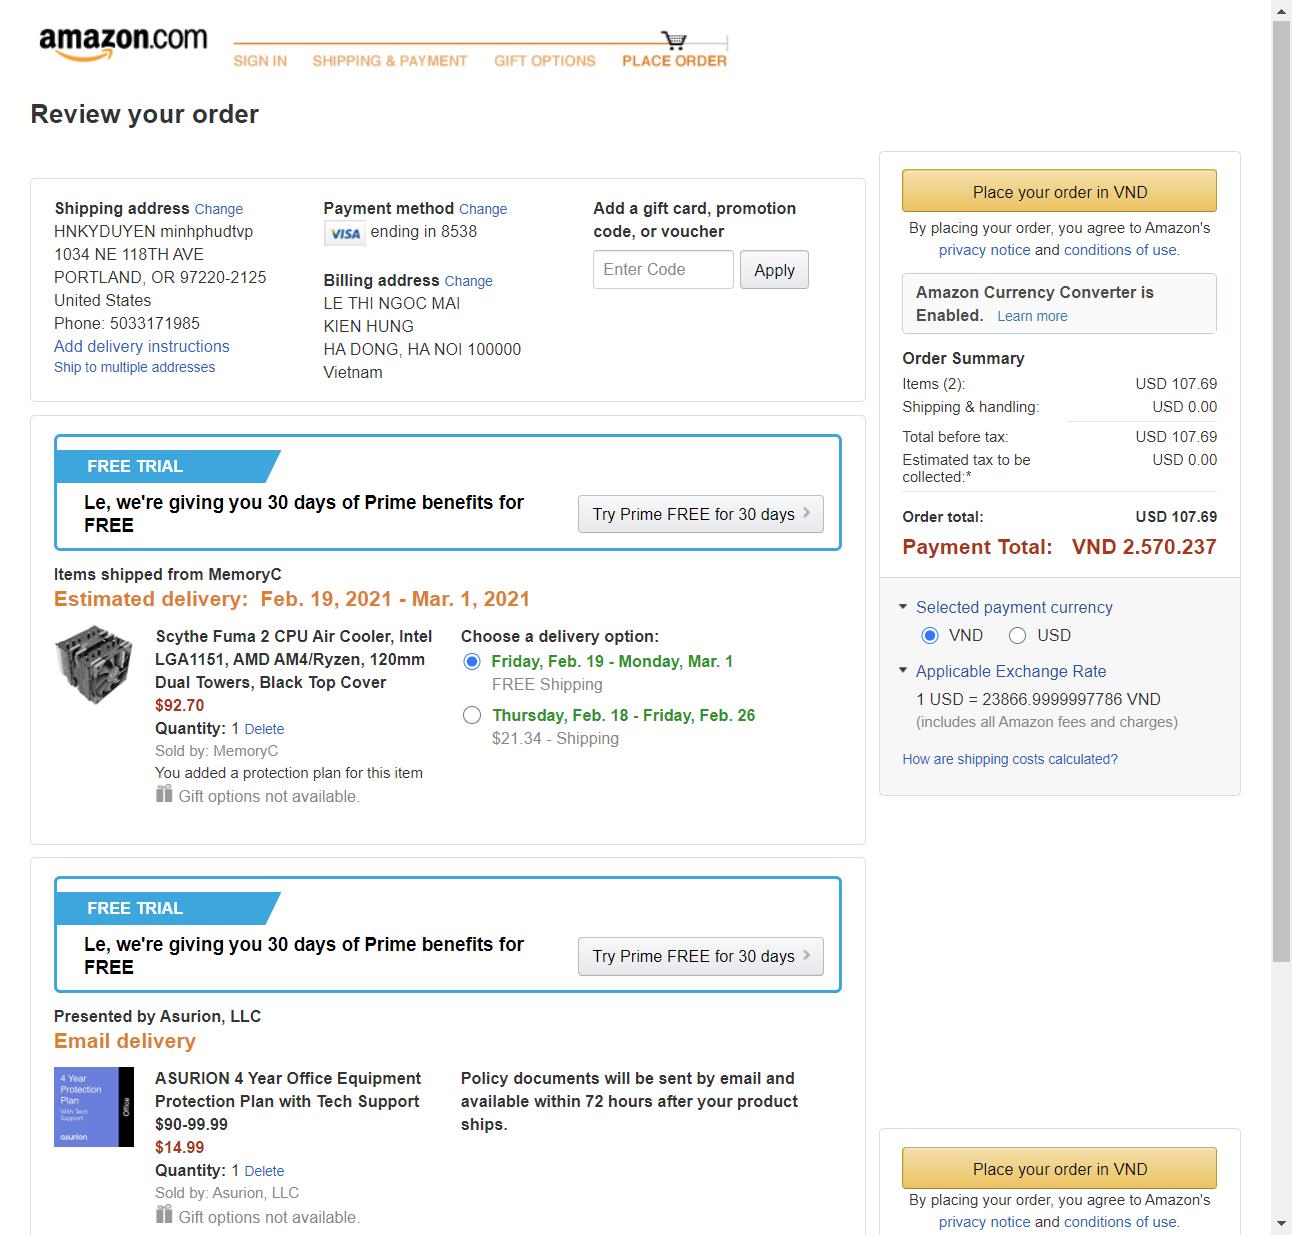 amazon.com
SIGN IN SHIPPING & PAYMENT GIFT OPTIONS PLACE ORDER
Review your order
Shipping address Change
HNKYDUYEN minhphudtvp
1034 NE 118TH AVE
PORTLAND, OR 97220-2125
United States
Phone: 5033171985
Add delivery instructions
Ship to multiple addresses
Payment method Change
VISA ending in 8538
Billing address Change
LE THI NGOC MAI
KIEN HUNG
HA DONG, HA NOI 100000
Vietnam
Add a gift card, promotion
code, or voucher
Enter Code Apply
FREE TRIAL
Le, we're giving you 30 days of Prime benefits for
FREE
Try Prime FREE for 30 days
Items shipped from MemoryC
Estimated delivery: Feb. 19, 2021 - Mar. 1, 2021
Scythe Fuma 2 CPU Air Cooler, Intel
LGA1151, AMD AM4/Ryzen, 120mm
Dual Towers, Black Top Cover
$92.70
Quantity: 1 Delete
Sold by: MemoryC
You added a protection plan for this item
Gift options not available.
Choose a delivery option:
Friday, Feb. 19 - Monday, Mar. 1
FREE Shipping
Thursday, Feb. 18 - Friday, Feb. 26
$21.34 - Shipping
FREE TRIAL
Le, we're giving you 30 days of Prime benefits for
FREE
Try Prime FREE for 30 days
Presented by Asurion, LLC
Email delivery
4 Year
Protection
Plan
With Tech
Support
asurion
Office
ASURION 4 Year Office Equipment
Protection Plan with Tech Support
$90-99.99
$14.99
Quantity: 1 Delete
Sold by: Asurion, LLC
Gift options not available.
Policy documents will be sent by email and
available within 72 hours after your product
ships.
Place your order in VND
By placing your order, you agree to Amazon's
privacy notice and conditions of use.
Amazon Currency Converter is
Enabled. Learn more
Order Summary
Items (2): USD 107.69
Shipping & handling: USD 0.00
Total before tax: USD 107.69
Estimated tax to be USD 0.00
collected:*
Order total: USD 107.69
Payment Total: VND 2.570.237
Selected payment currency
VND USD
Applicable Exchange Rate
1 USD = 23866.9999997786 VND
(includes all Amazon fees and charges)
How are shipping costs calculated?
Place your order in VND
By placing your order, you agree to Amazon's
privacy notice and conditions of use.